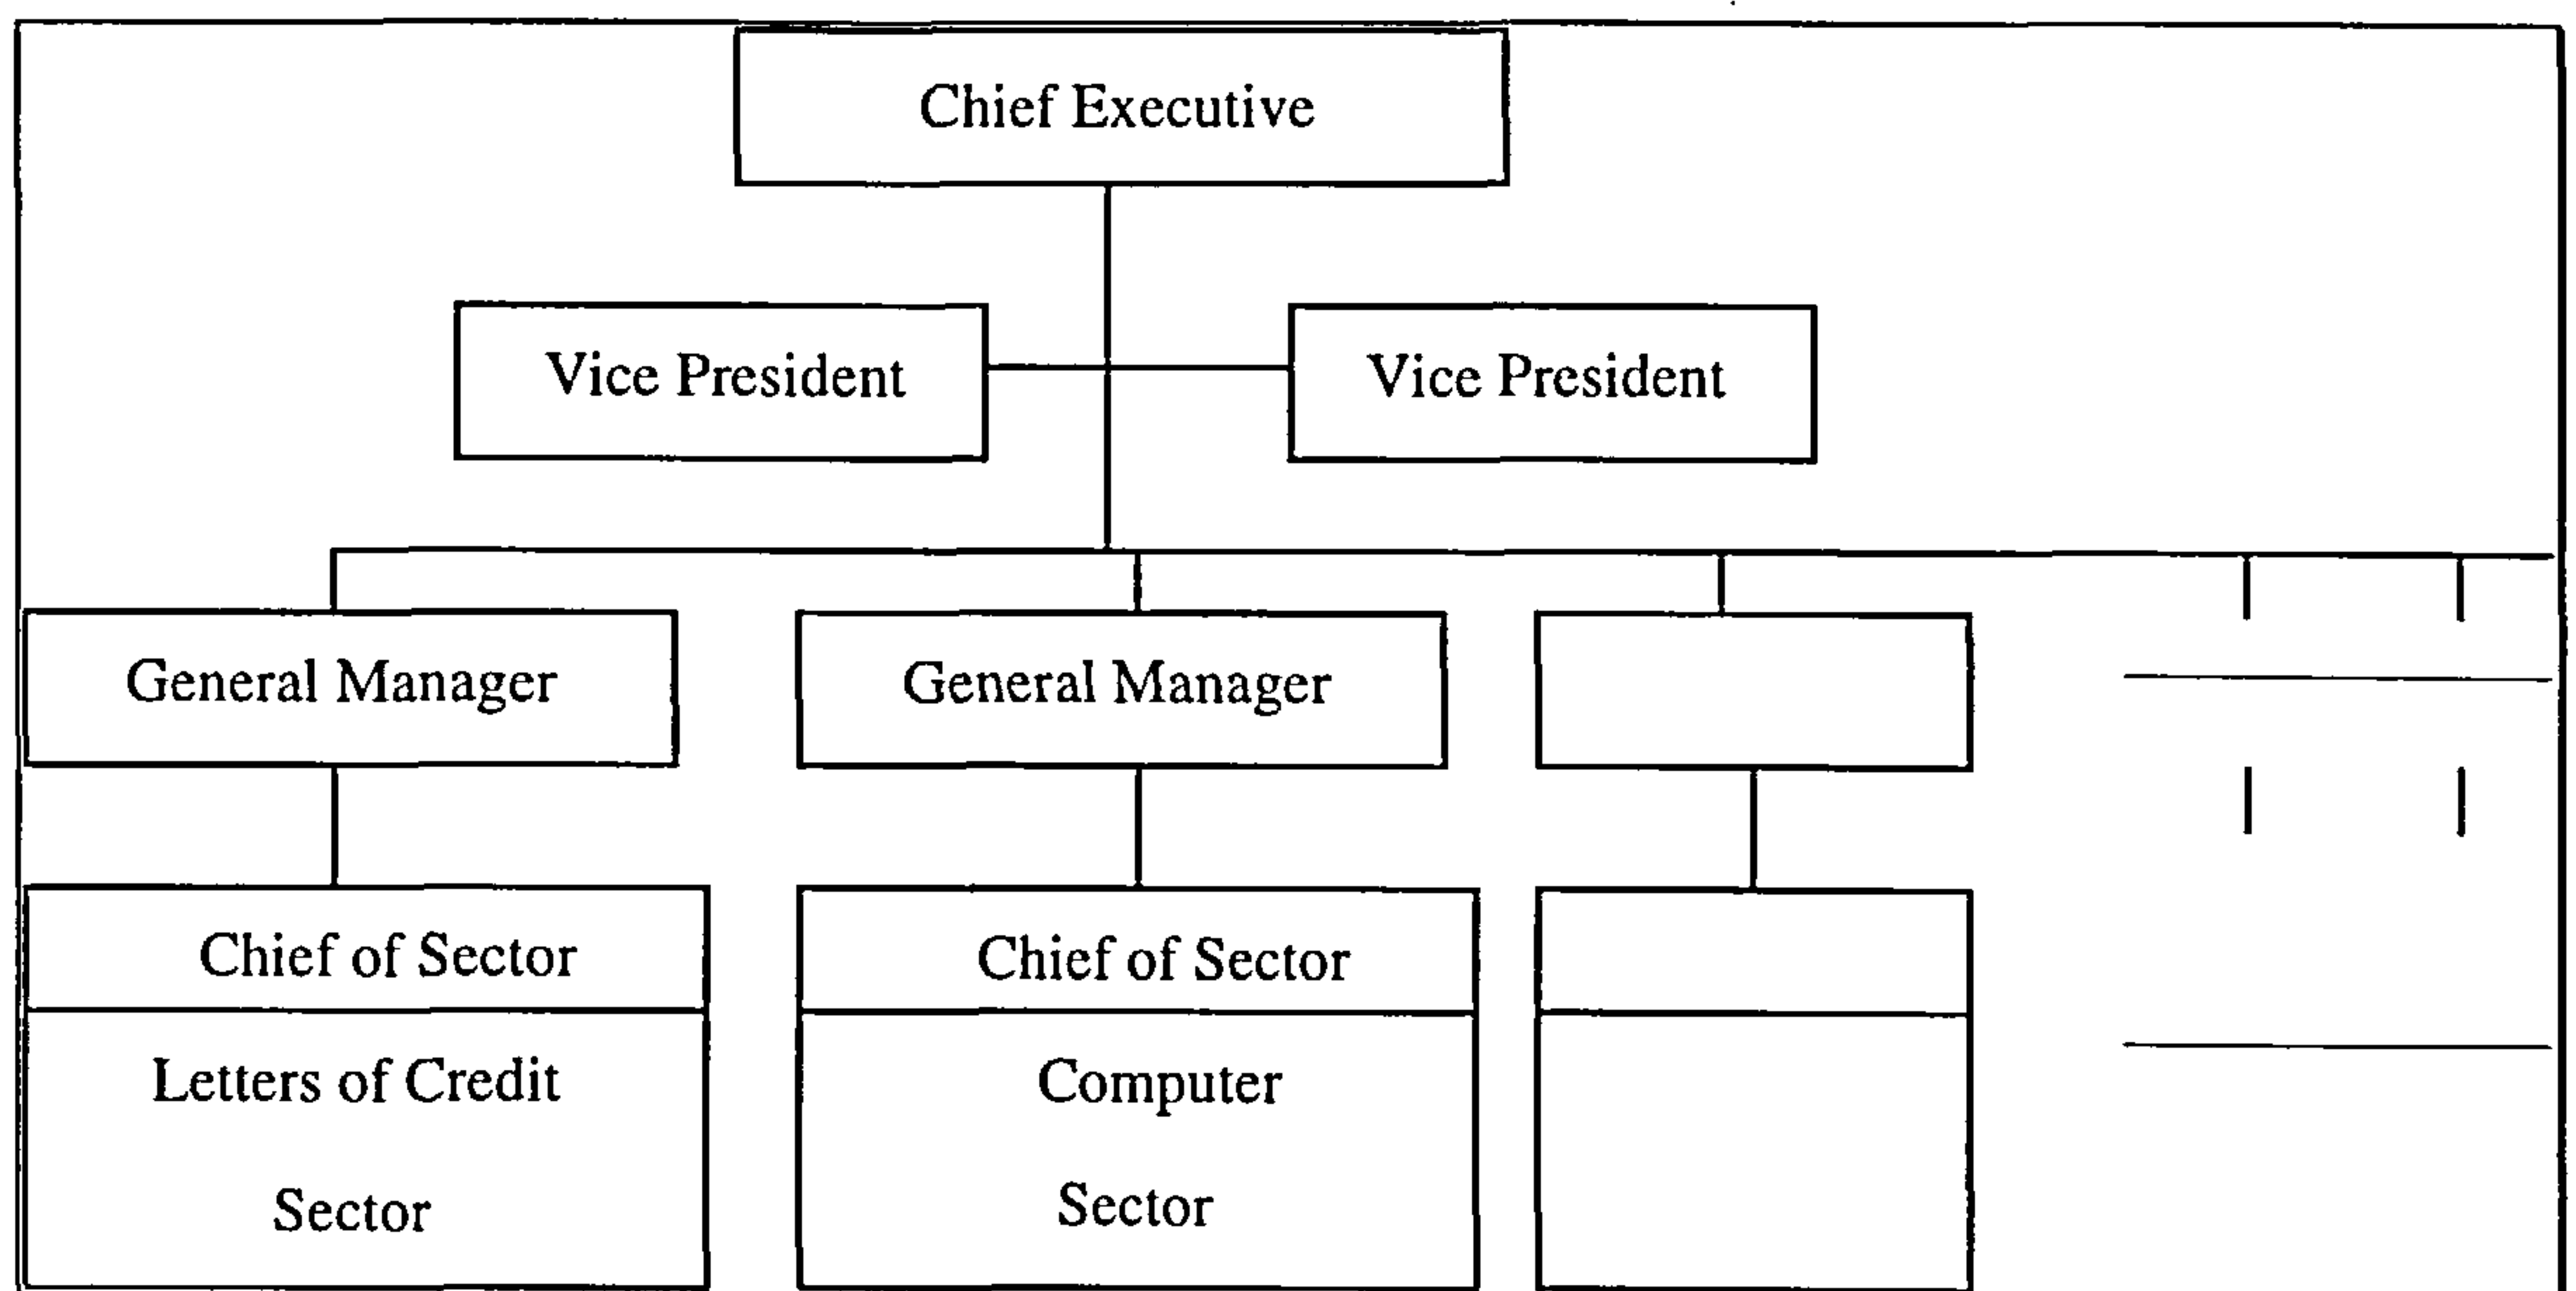 Chief Executive
Vice President
Vice President
General Manager
General Manager
Chief of Sector
Chief of Sector
Letters of Credit
Sector
Computer
Sector